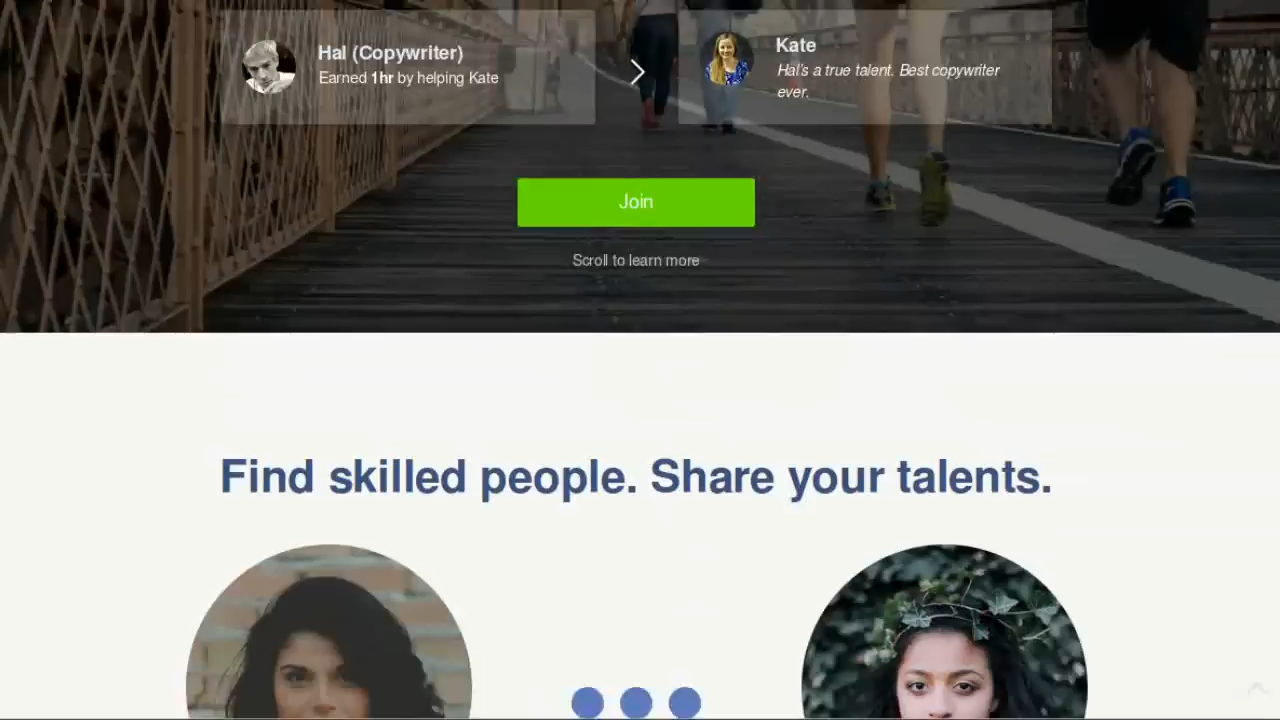 Hal (Copywriter)
Earned 1hr by helping Kate
Kate
Hal's a true talent. Best copywriter
ever.
Join
Scroll to learn more
Find skilled people. Share your talents.